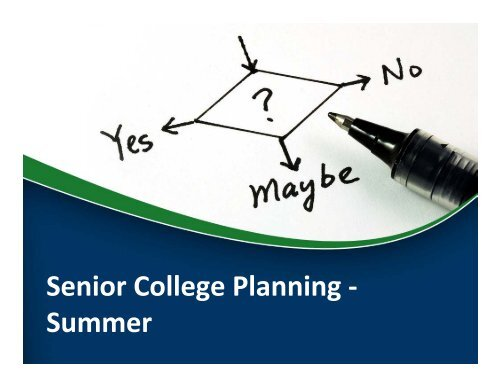 No
?
Yes
Maybe
Senior College Planning -
Summer